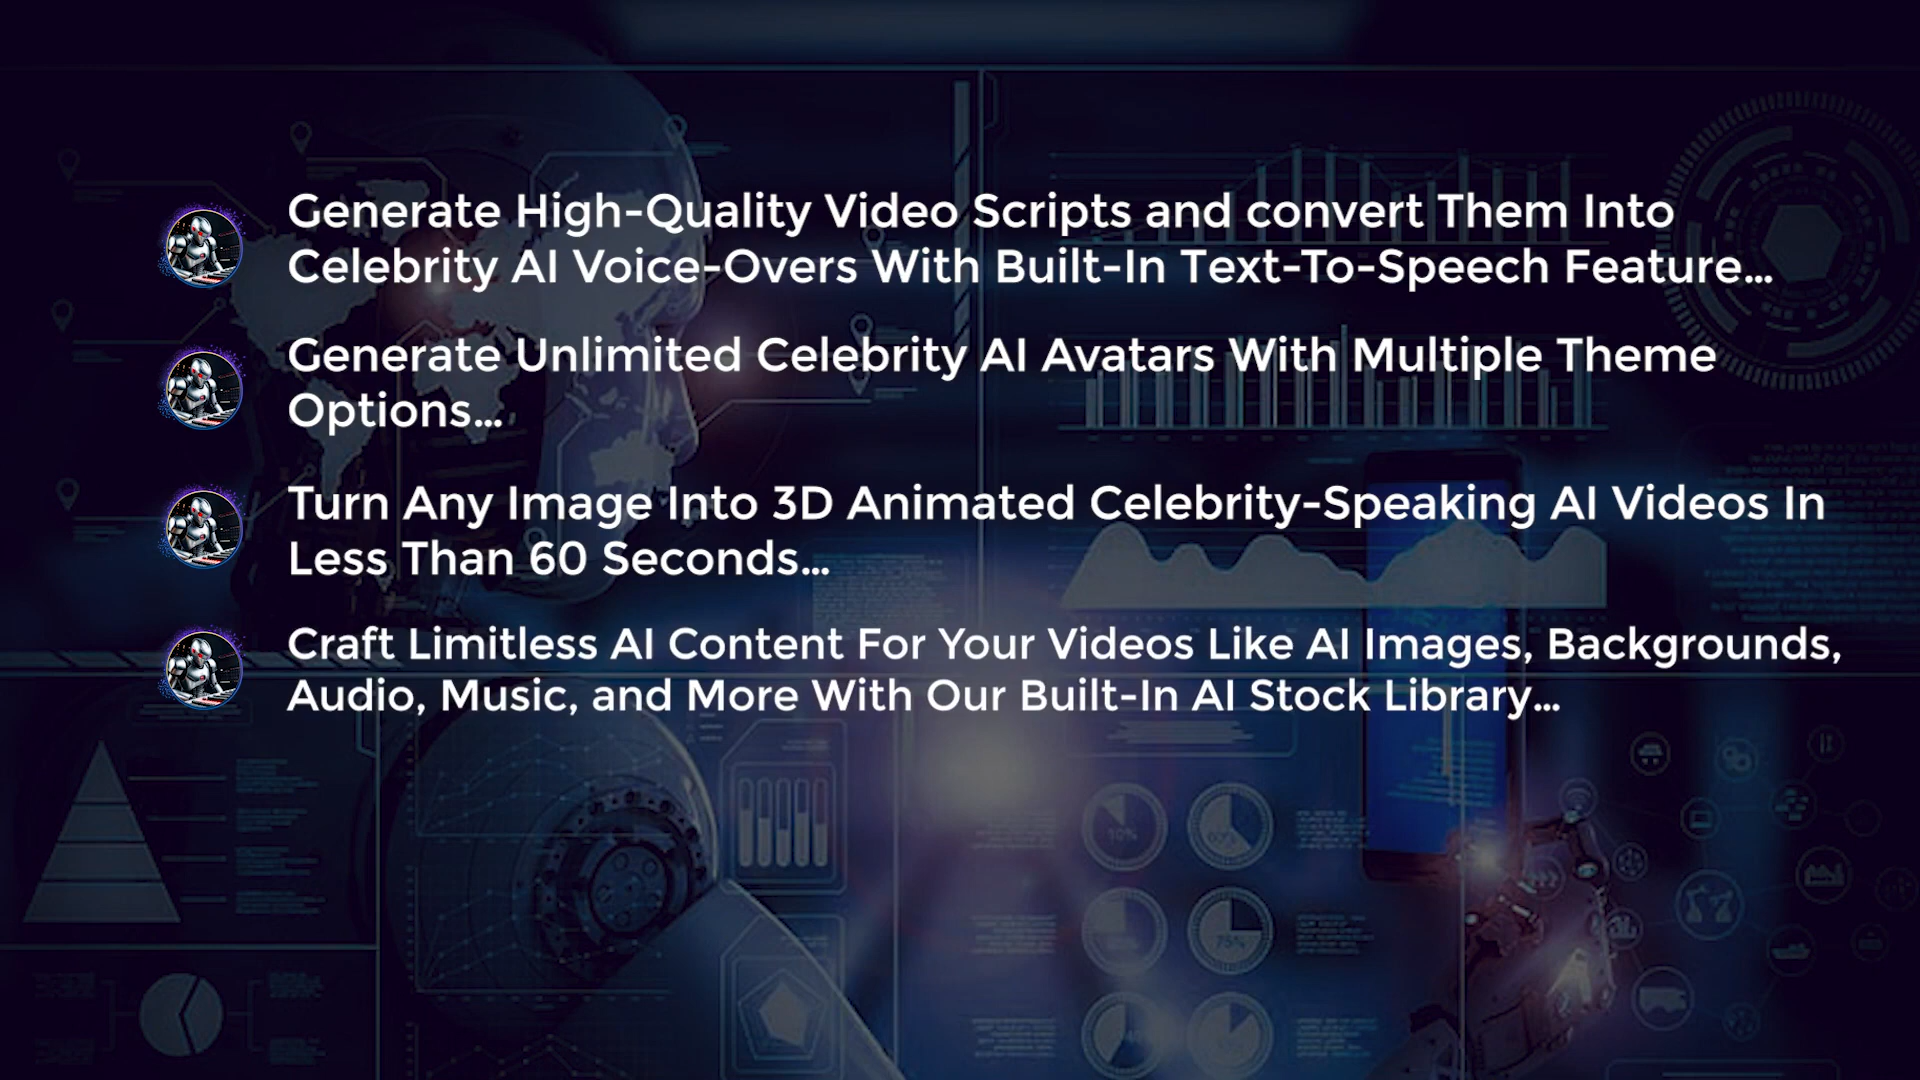 Generate High-Quality Video Scripts and convert Them Into
Celebrity AI Voice-Overs With Built-In Text-To-Speech Feature...
Generate Unlimited Celebrity AI Avatars With Multiple Theme
Options...
Turn Any Image Into 3D Animated Celebrity-Speaking AI Videos In
Less Than 60 Seconds...
Craft Limitless AI Content For Your Videos Like AI Images, Backgrounds,
Audio, Music, and More With Our Built-In AI Stock Library...
10%
60%
75%